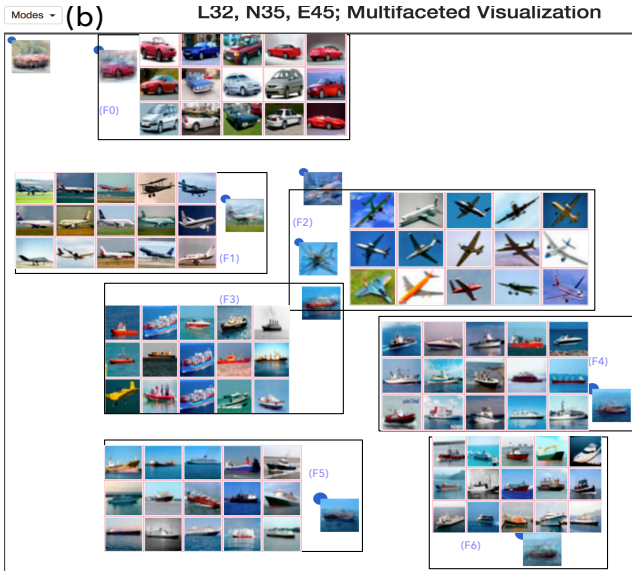 Modes
(b)
L32, N35, E45; Multifaceted Visualization
(F0)
(F1)
(F2)
(F3)
(F4)
(F5)
(F6)